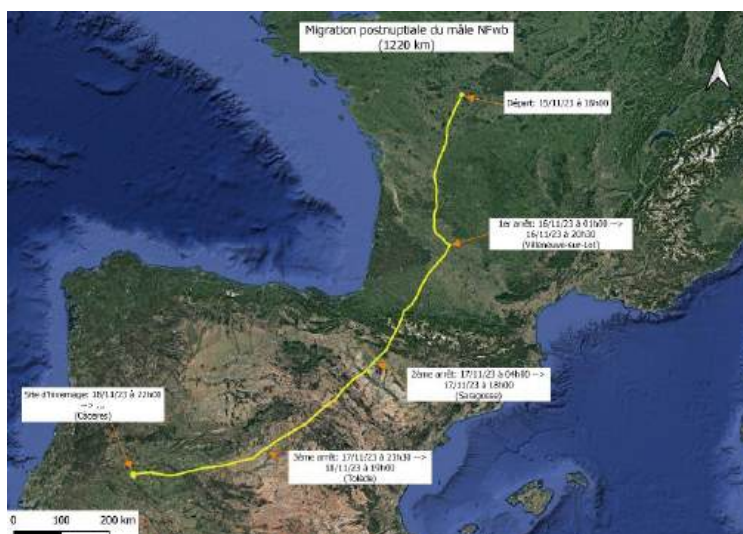 Migration postnuptiale du mâle NFwb
(1220 km)
Départ: 15/11/23 à 18h00
1er arrêt: 16/11/23 à 01h00 -->
16/11/23 à 20h30
(Villeneuve-sur-Lot)
2ème arrêt: 17/11/23 à 04h00 -->
17/11/23 à 18h00
(Saragosse)
Site d'hivernage: 18/11/23 à 22h00
--> ...
(Cáceres)
3ème arrêt: 17/11/23 à 23h30 -->
18/11/23 à 19h00
(Tolède)
0 100 200 km